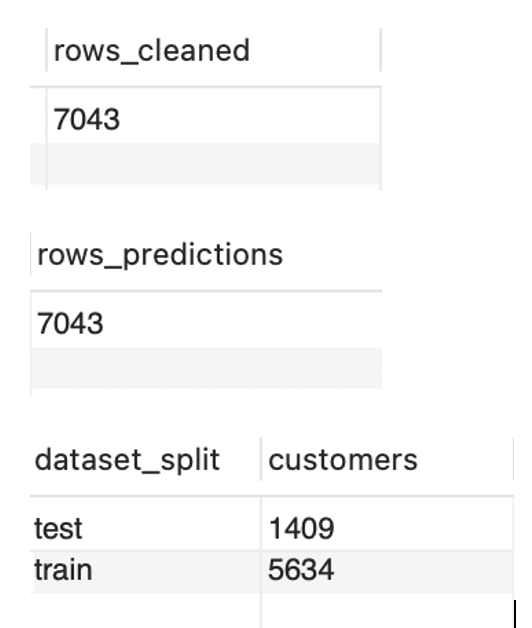 rows_cleaned
7043
rows_predictions
7043
dataset_split customers
test 1409
train 5634